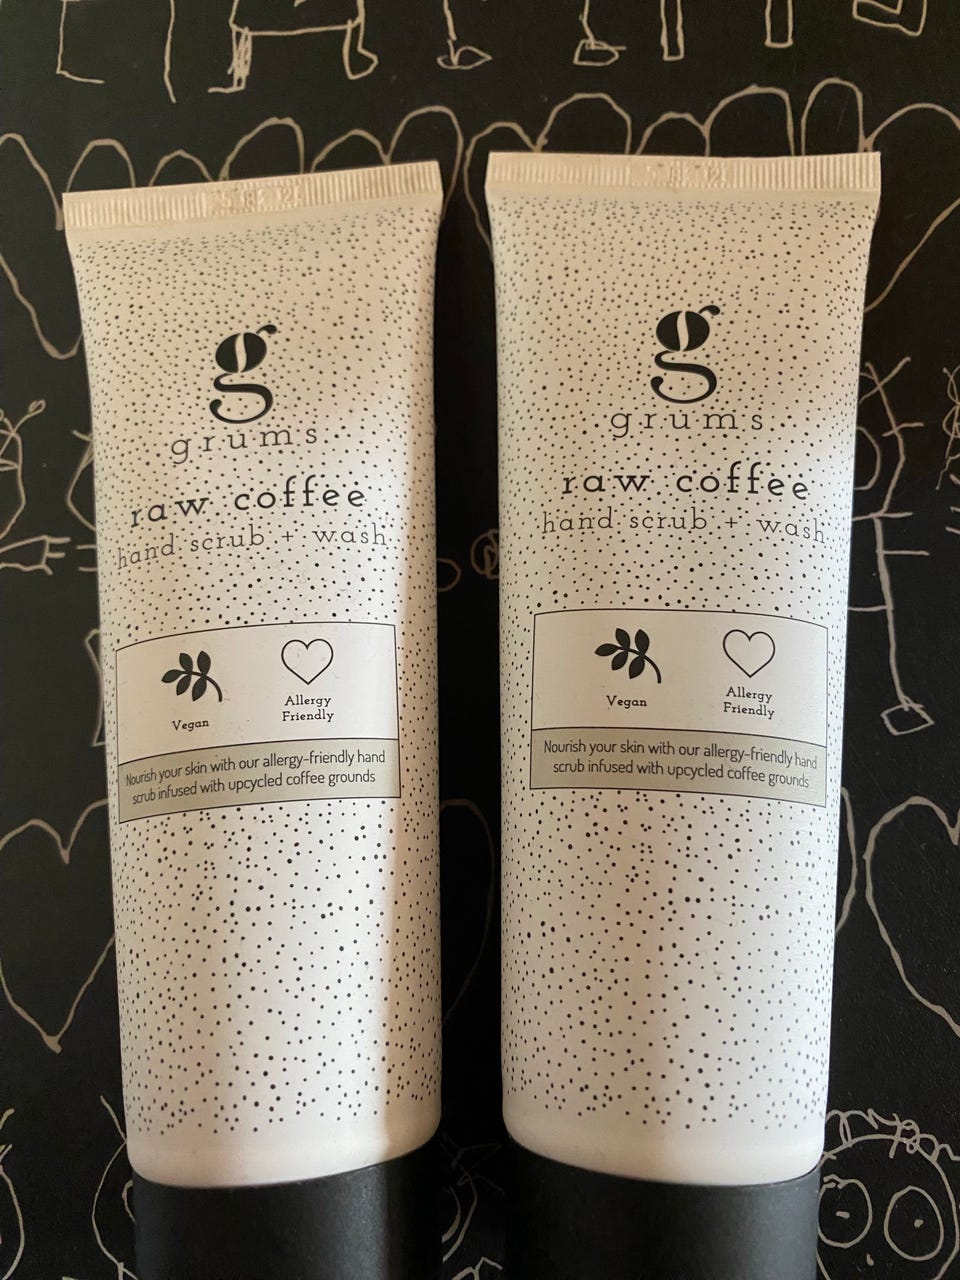 g
grums
raw coffee
hand scrub + wash
Vegan
Allergy
Friendly
Nourish your skin with our allergy-friendly hand
scrub infused with upcycled coffee grounds
g
grums
raw coffee
hand scrub + wash
Vegan
Allergy
Friendly
Nourish your skin with our allergy-friendly hand
scrub infused with upcycled coffee grounds